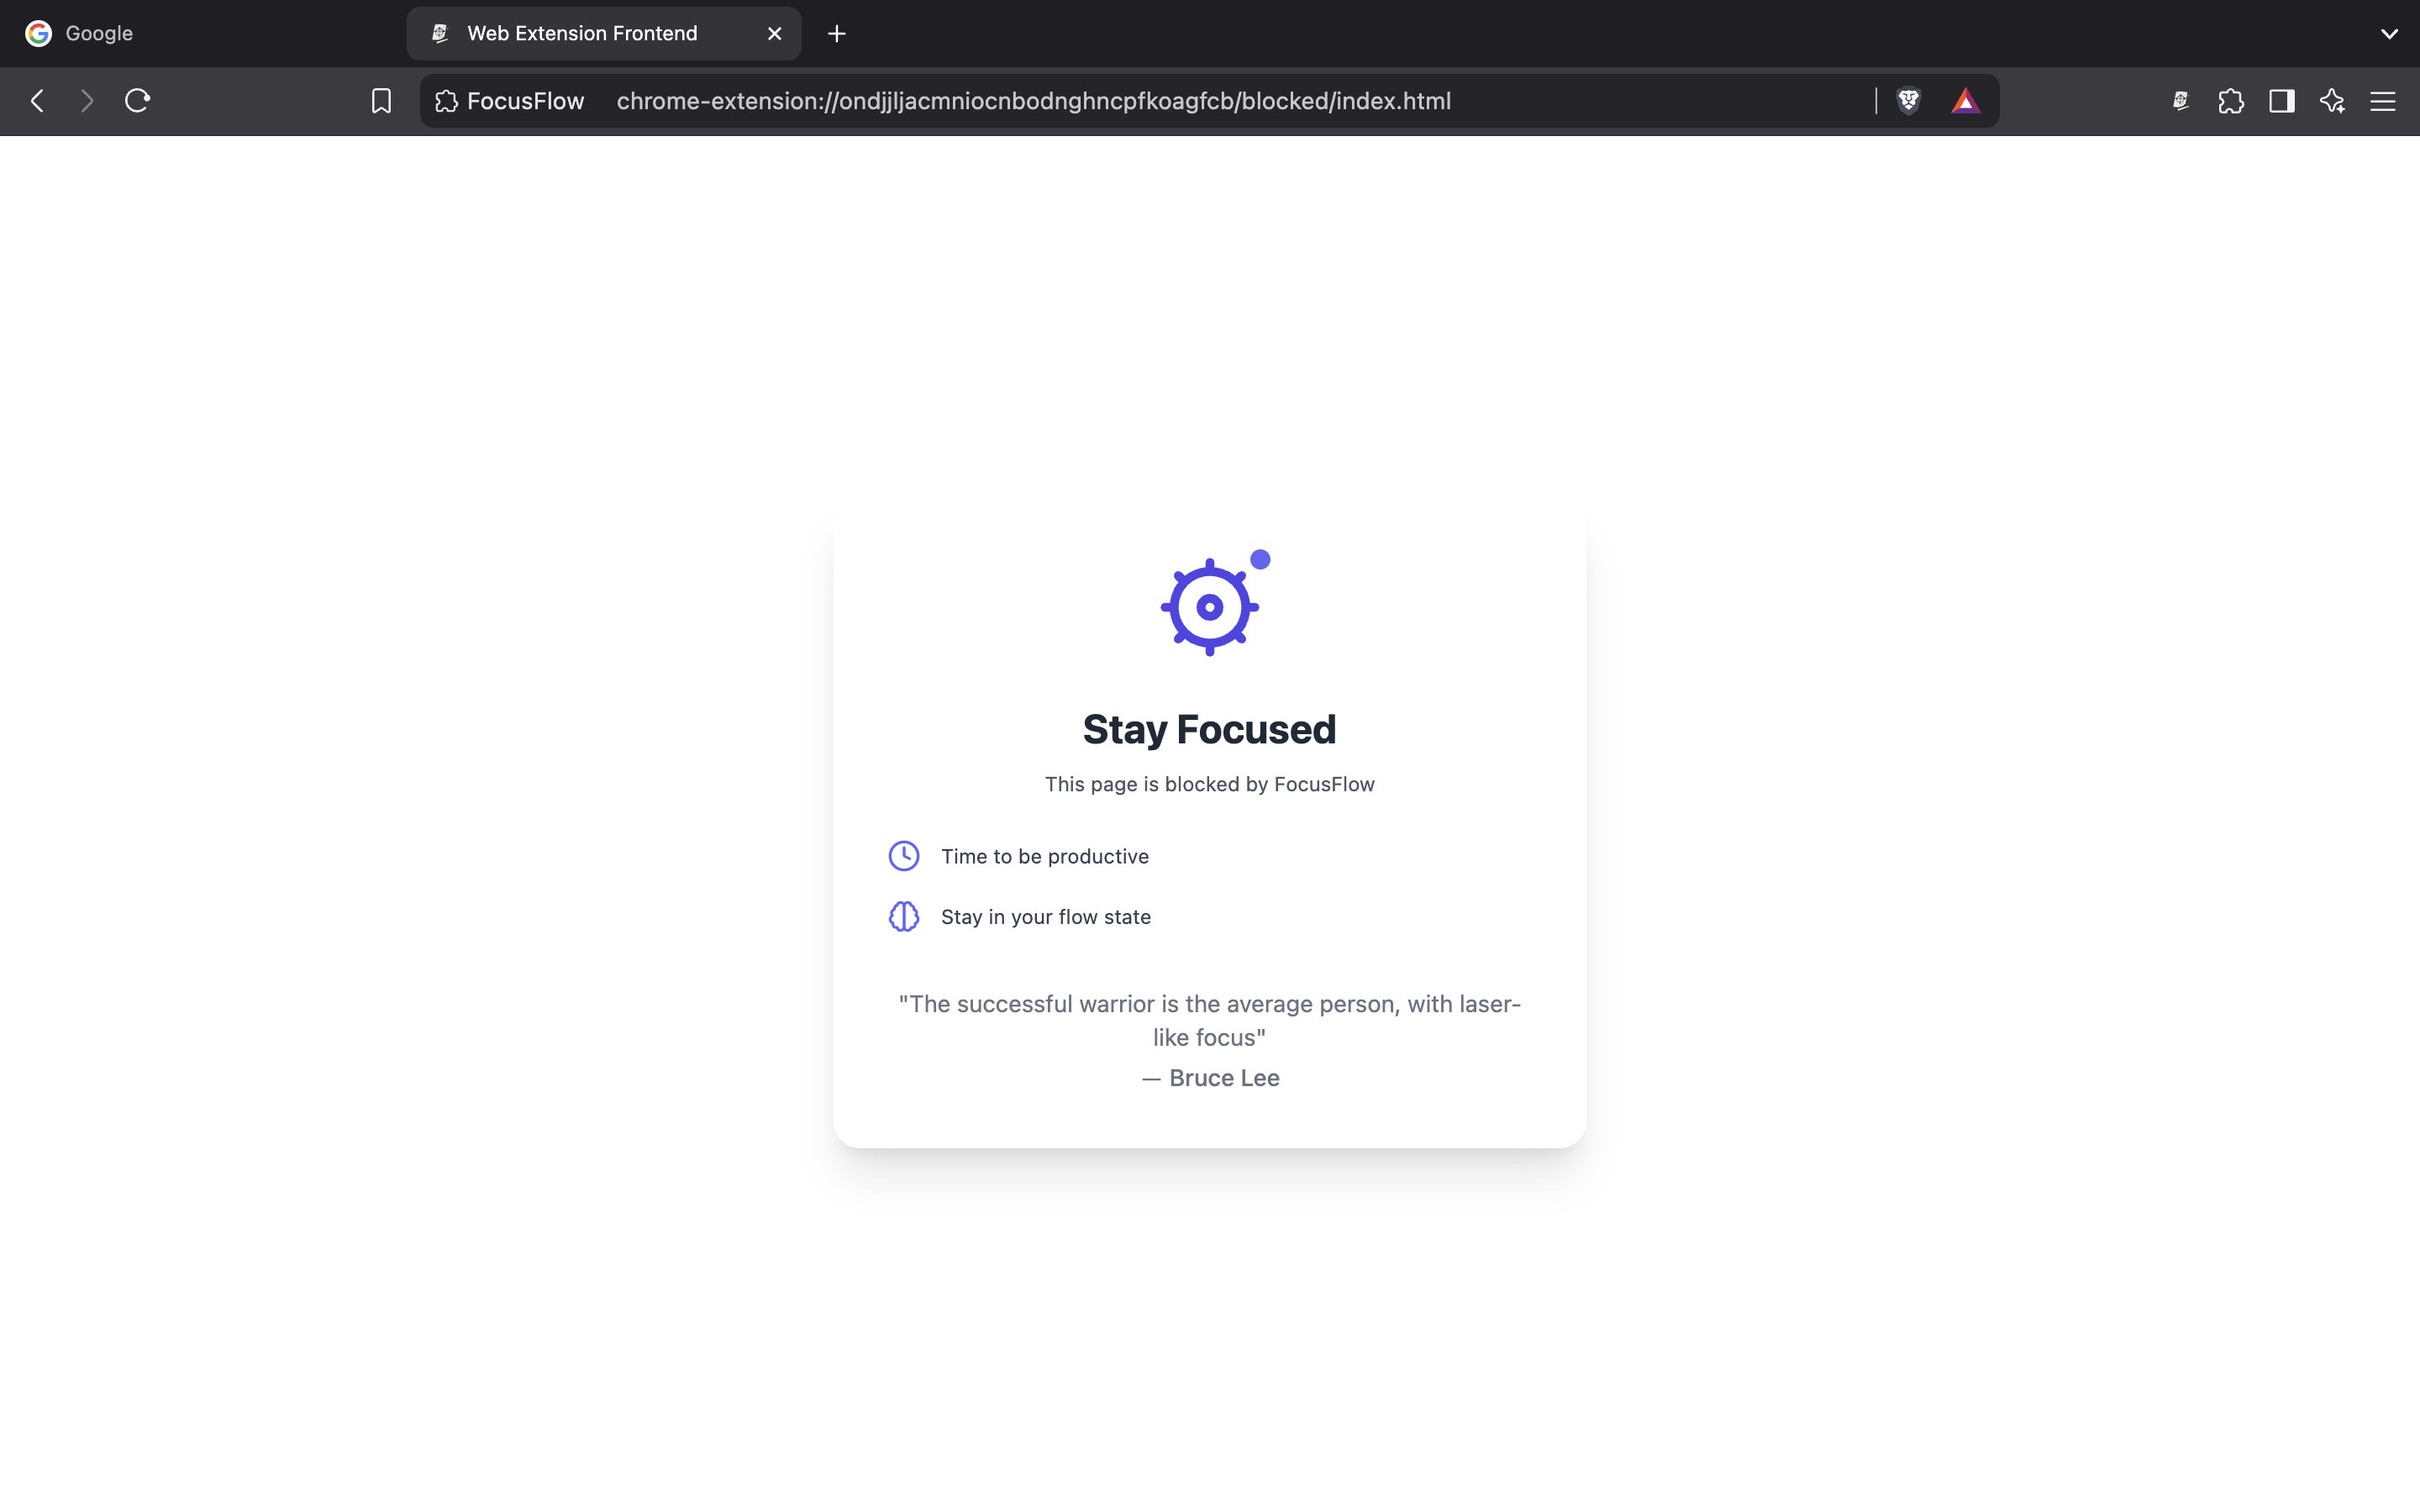 Google
Web Extension Frontend
FocusFlow chrome-extension://ondjjljacmniocnbodnghncpfkoagfcb/blocked/index.html
Stay Focused
This page is blocked by FocusFlow
Time to be productive
Stay in your flow state
"The successful warrior is the average person, with laser-
like focus"
— Bruce Lee